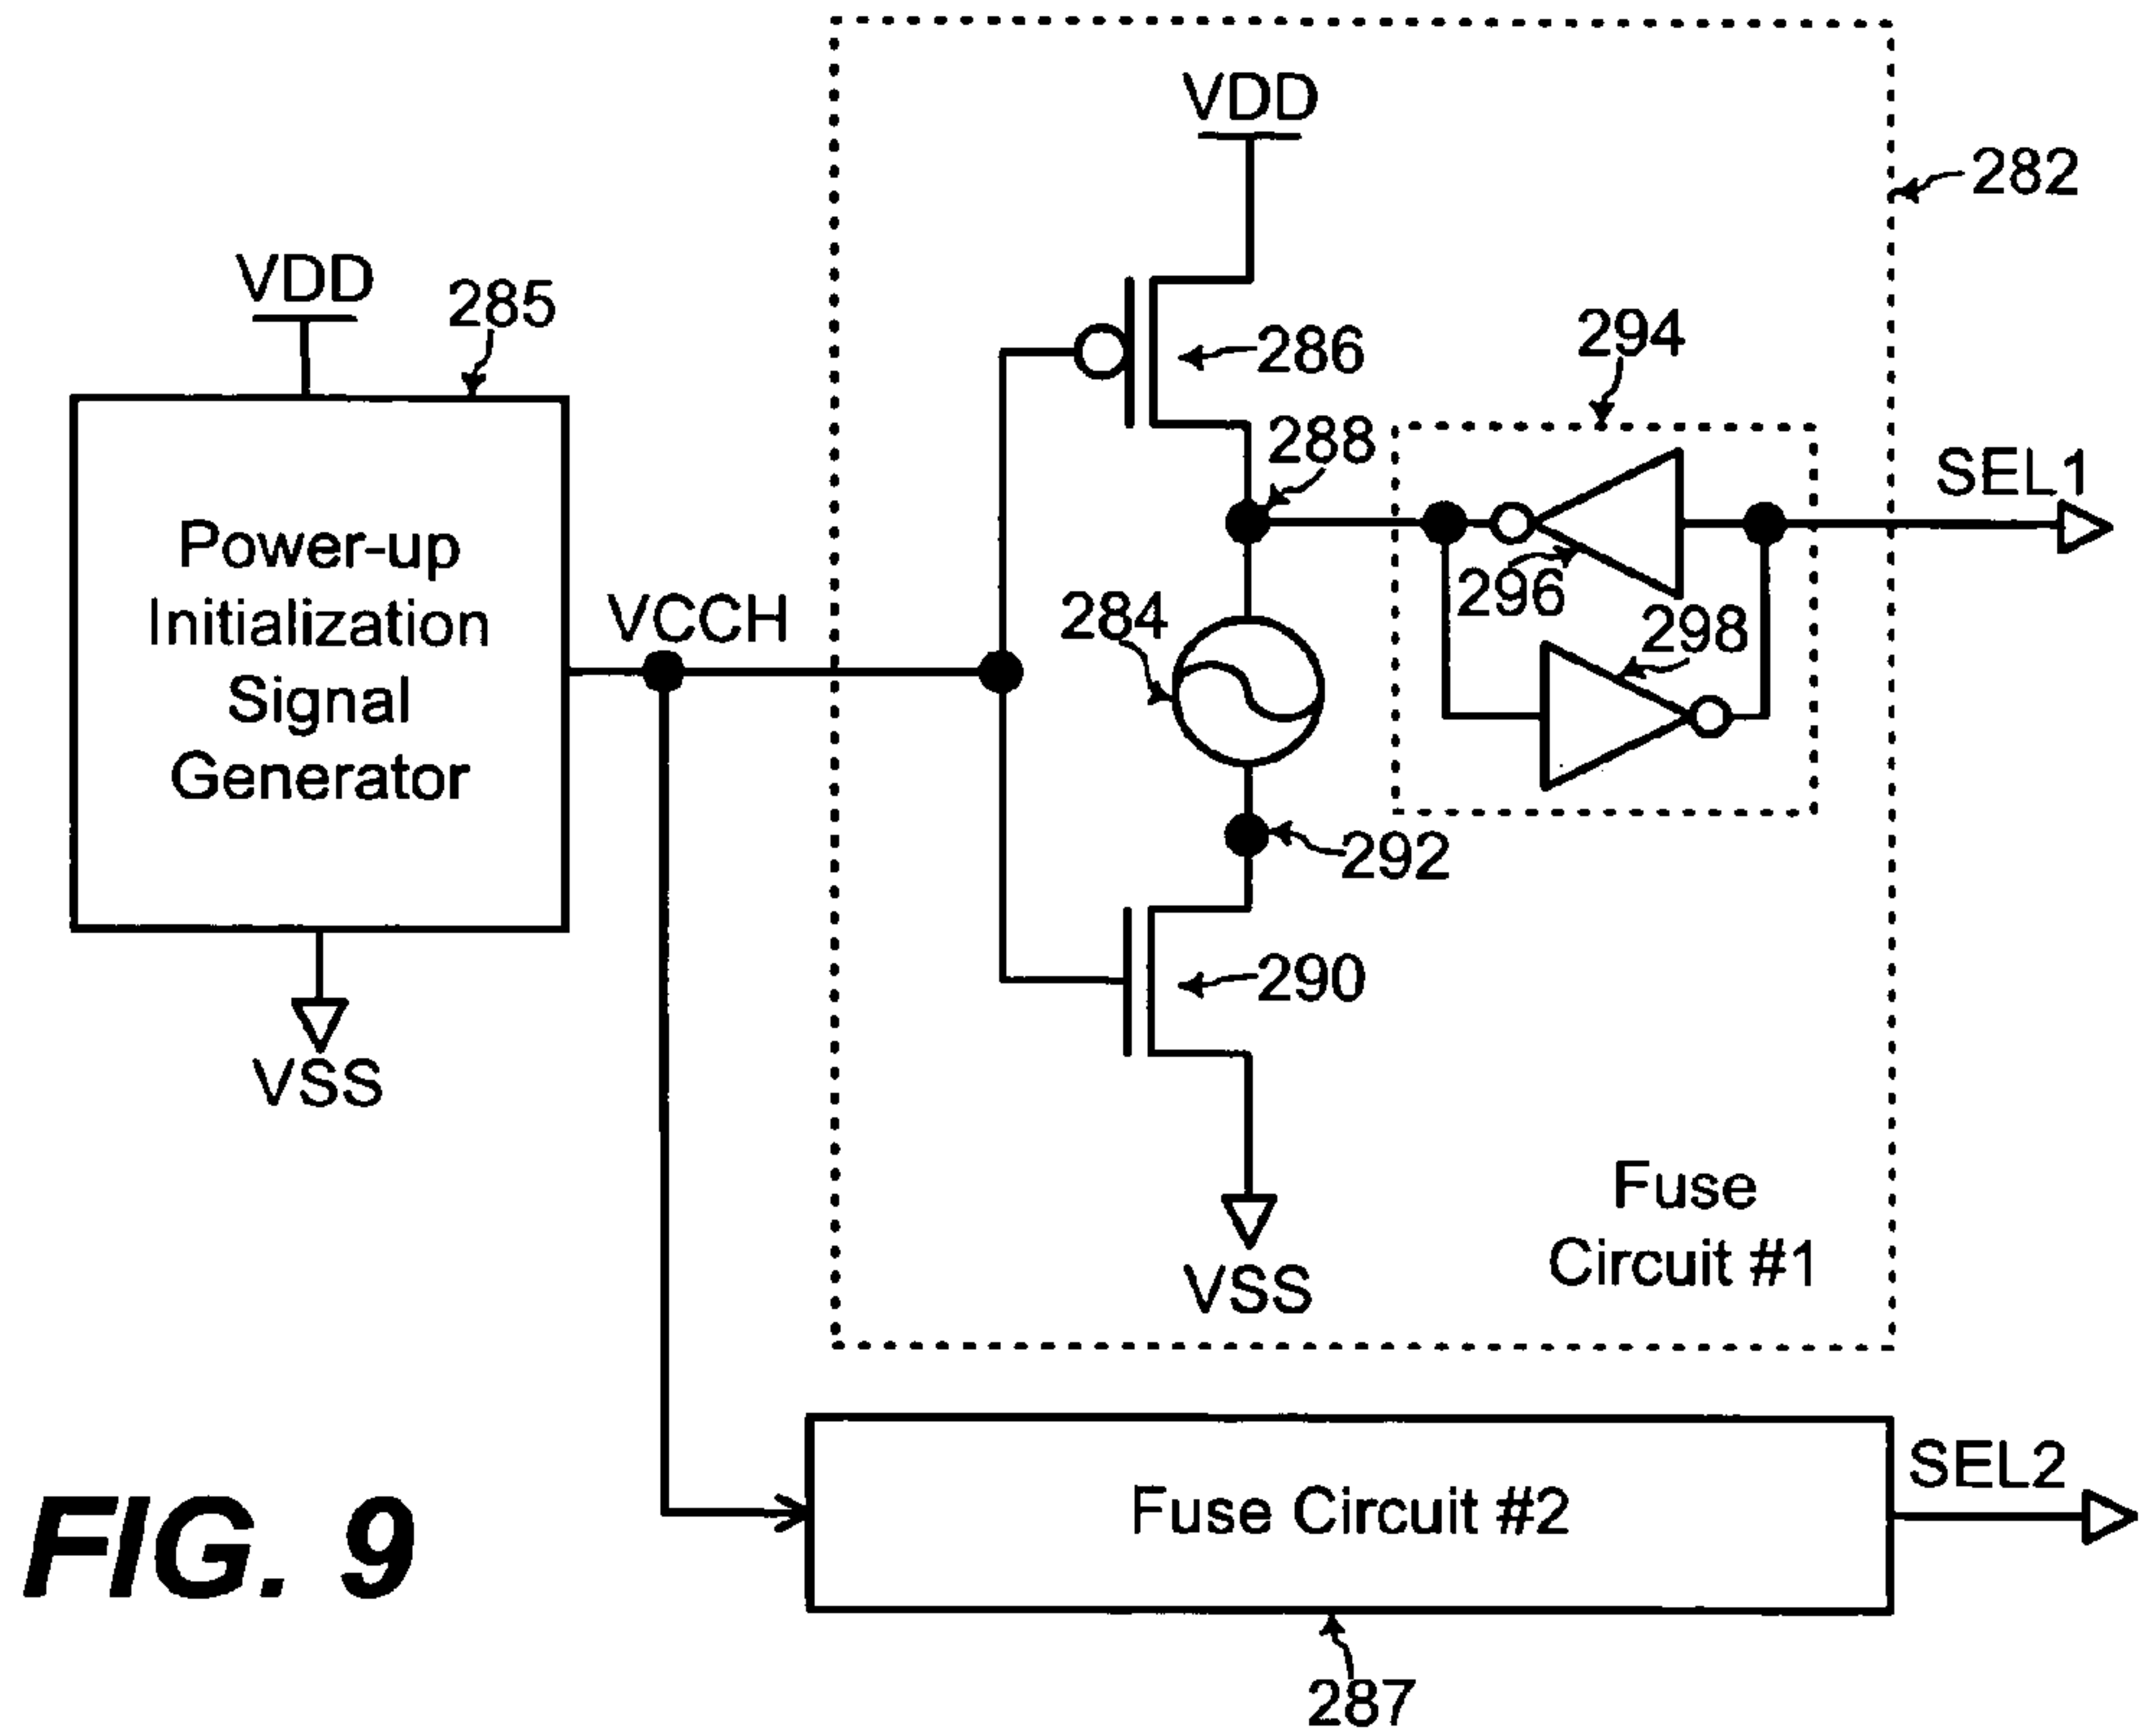 VDD
282
VDD
285
286
294
288
SEL1
Power-up
Initialization
Signal
Generator
VCCH
284
296
298
292
290
VSS
VSS
Fuse
Circuit #1
Fuse Circuit #2
SEL2
287
FIG. 9